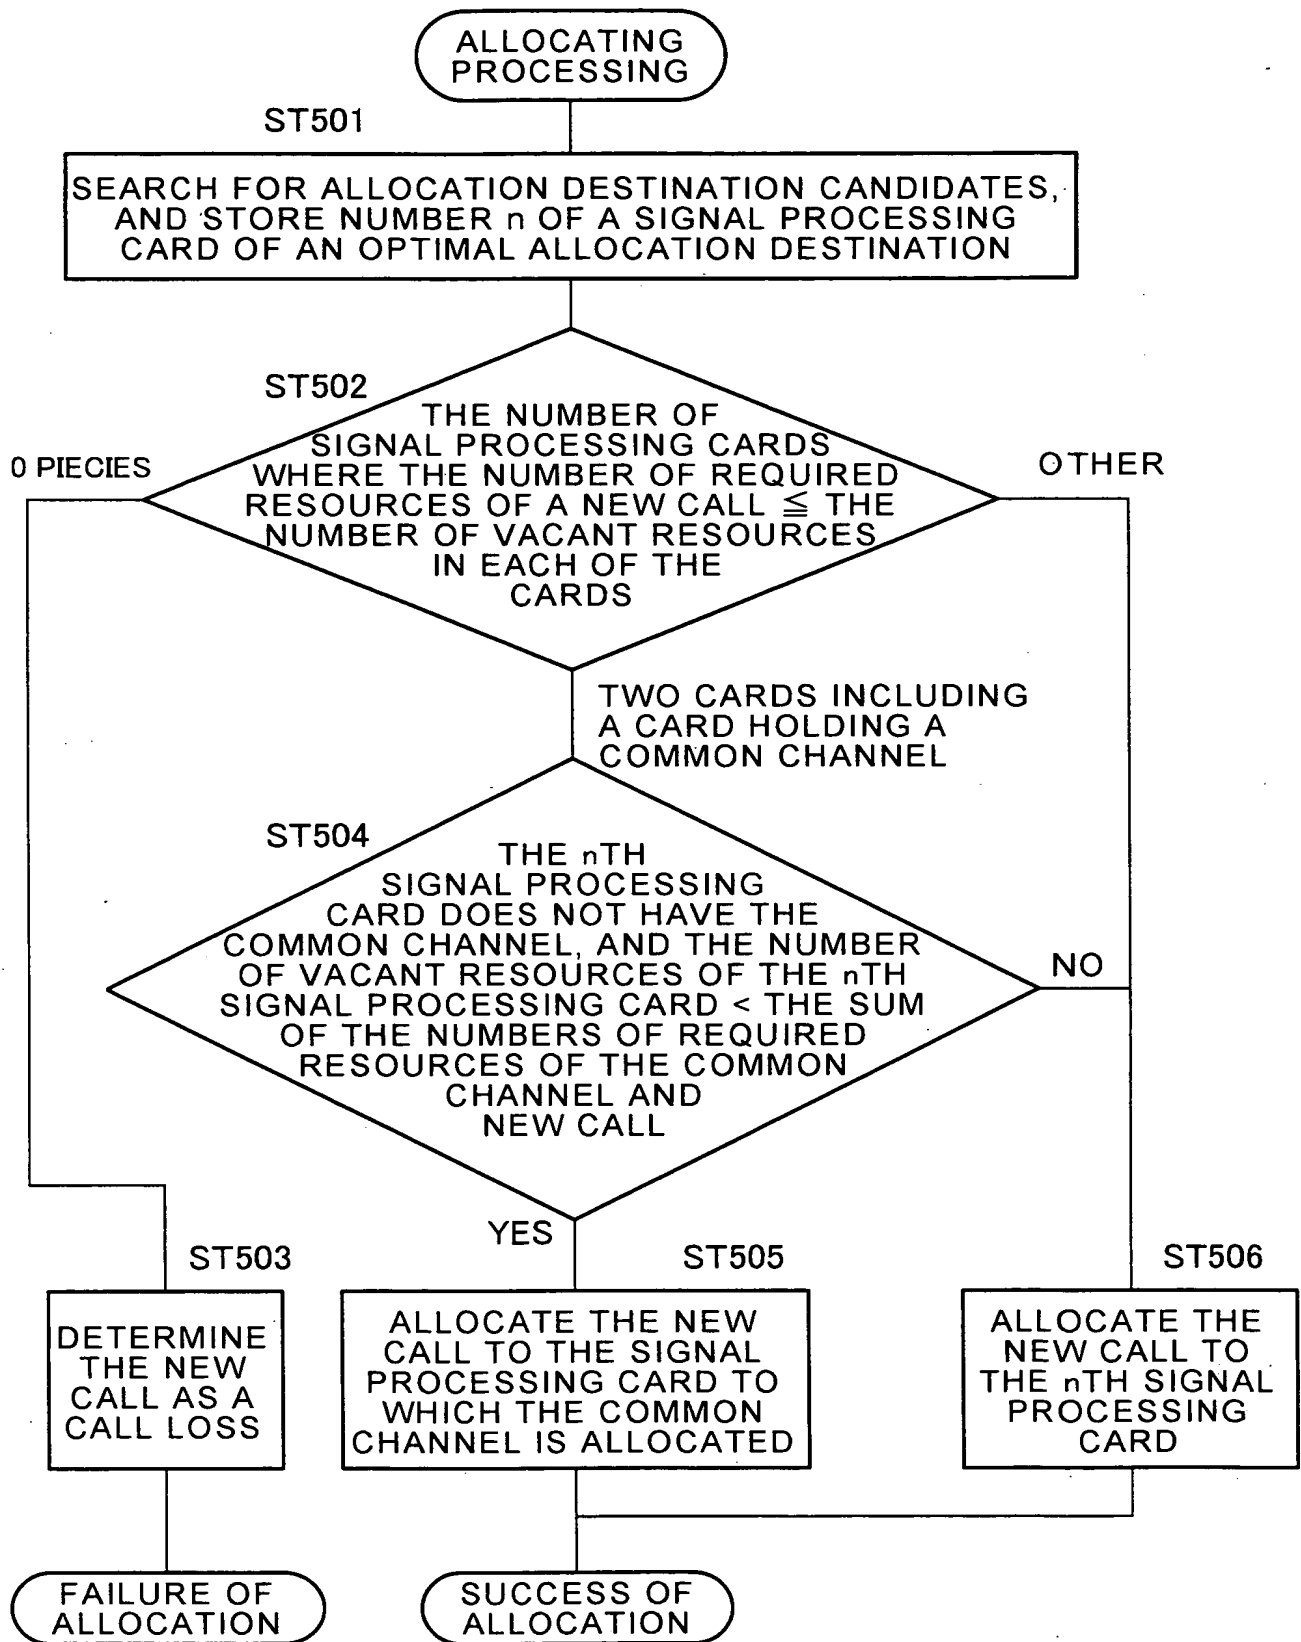 ALLOCATING
PROCESSING
ST501
SEARCH FOR ALLOCATION DESTINATION CANDIDATES,
AND STORE NUMBER n OF A SIGNAL PROCESSING
CARD OF AN OPTIMAL ALLOCATION DESTINATION
ST502
THE NUMBER OF
SIGNAL PROCESSING CARDS
WHERE THE NUMBER OF REQUIRED
RESOURCES OF A NEW CALL ≦ THE
NUMBER OF VACANT RESOURCES
IN EACH OF THE
CARDS
0 PIECIES
OTHER
TWO CARDS INCLUDING
A CARD HOLDING A
COMMON CHANNEL
ST504
THE nTH
SIGNAL PROCESSING
CARD DOES NOT HAVE THE
COMMON CHANNEL, AND THE NUMBER
OF VACANT RESOURCES OF THE nTH
SIGNAL PROCESSING CARD < THE SUM
OF THE NUMBERS OF REQUIRED
RESOURCES OF THE COMMON
CHANNEL AND
NEW CALL
NO
YES
ST503
DETERMINE
THE NEW
CALL AS A
CALL LOSS
ST505
ALLOCATE THE NEW
CALL TO THE SIGNAL
PROCESSING CARD TO
WHICH THE COMMON
CHANNEL IS ALLOCATED
ST506
ALLOCATE THE
NEW CALL TO
THE nTH SIGNAL
PROCESSING
CARD
FAILURE OF
ALLOCATION
SUCCESS OF
ALLOCATION